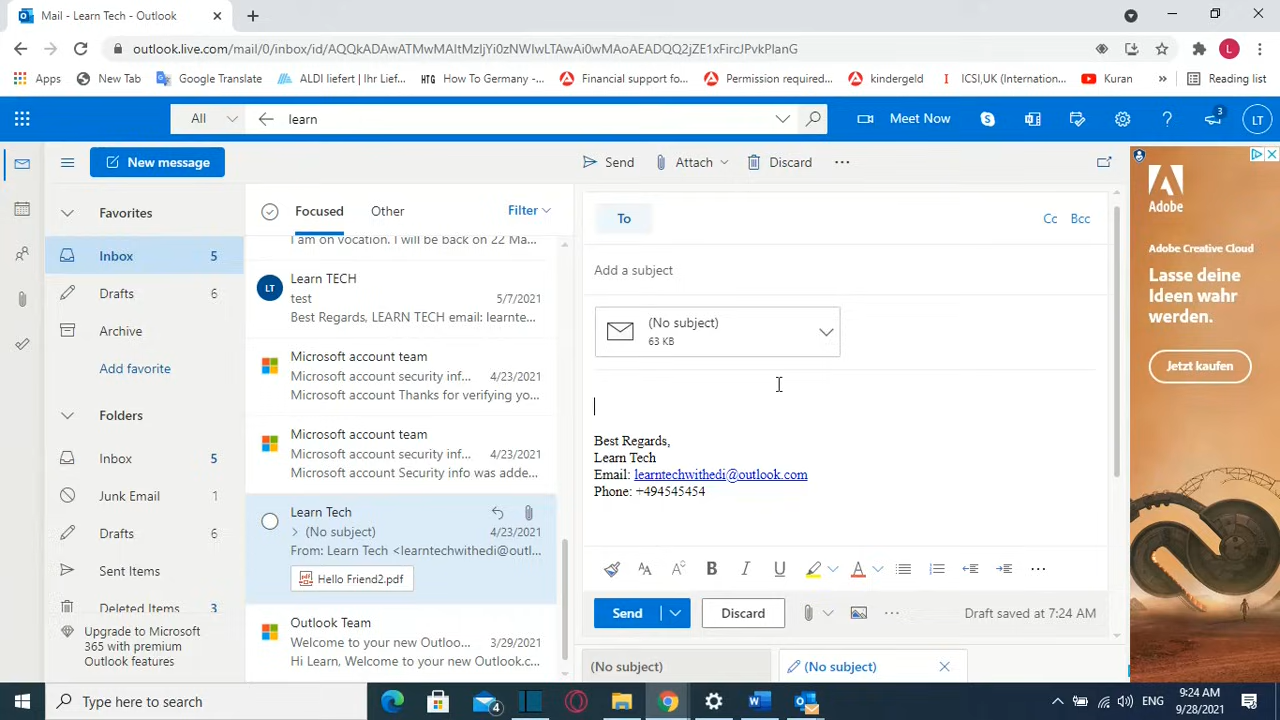 Mail - Learn Tech - Outlook
outlook.live.com/mail/0/inbox/id/AQQkADAwATMwMAItMzljYi0zNWIwLTAwAi0wMAoAEADQQ2jZE1xFircJPvkPlanG
Apps
New Tab
Google Translate
ALDI liefert | Ihr Lief...
HTG How To Germany -...
Financial support fo...
Permission required...
kindergeld
ICSI,UK (Internation...
Kuran
»
Reading list
All
learn
Meet Now
3
LT
New message
Send
Attach
Discard
Favorites
Inbox 5
Drafts 6
Archive
Add favorite
Folders
Inbox 5
Junk Email 1
Drafts 6
Sent Items
Deleted Items 3
Upgrade to Microsoft
365 with premium
Outlook features
Focused
Other
Filter
I am on vocation. I will be back on 22 Ma...
LT
Learn TECH
test 5/7/2021
Best Regards, LEARN TECH email: learnte...
Microsoft account team
Microsoft account security inf... 4/23/2021
Microsoft account Thanks for verifying yo...
Microsoft account team
Microsoft account security inf... 4/23/2021
Microsoft account Security info was adde...
Learn Tech
> (No subject) 4/23/2021
From: Learn Tech <learntechwithedi@outl...
Hello Friend2.pdf
Outlook Team
Welcome to your new Outloo... 3/29/2021
Hi Learn, Welcome to your new Outlook.c...
To
Cc
Bcc
Add a subject
(No subject)
63 KB
Best Regards,
Learn Tech
Email: learntechwithedi@outlook.com
Phone: +494545454
Send
Discard
Draft saved at 7:24 AM
(No subject)
(No subject)
Adobe
Adobe Creative Cloud
Lasse deine
Ideen wahr
werden.
Jetzt kaufen
Type here to search
4
ENG
9:24 AM
9/28/2021